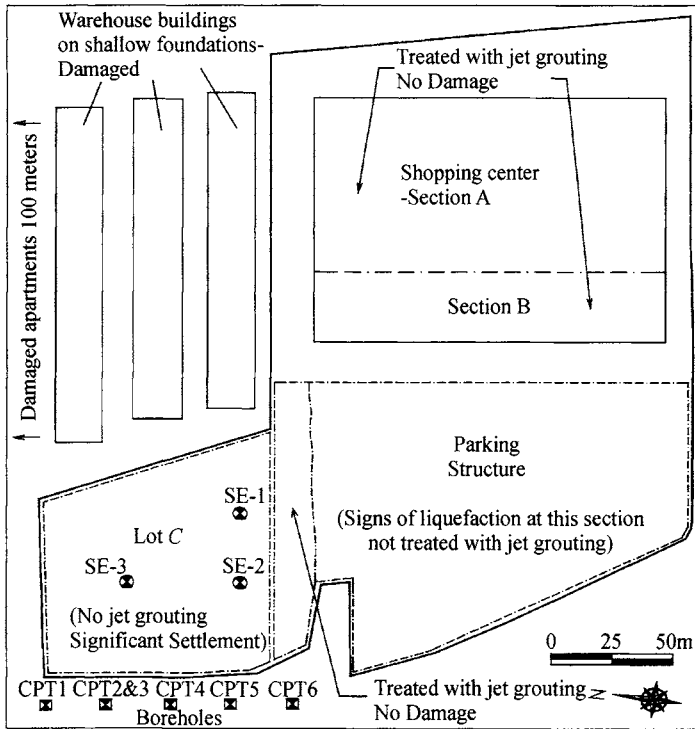 Warehouse buildings
on shallow foundations-
Damaged
Treated with jet grouting
No Damage
Damaged apartments 100 meters
Shopping center
-Section A
Section B
Parking
Structure
(Signs of liquefaction at this section
not treated with jet grouting)
SE-1
Lot C
SE-3
SE-2
(No jet grouting
Significant Settlement)
0 25 50m
CPT1 CPT2&3 CPT4 CPT5 CPT6
Boreholes
Treated with jet grouting
No Damage
N